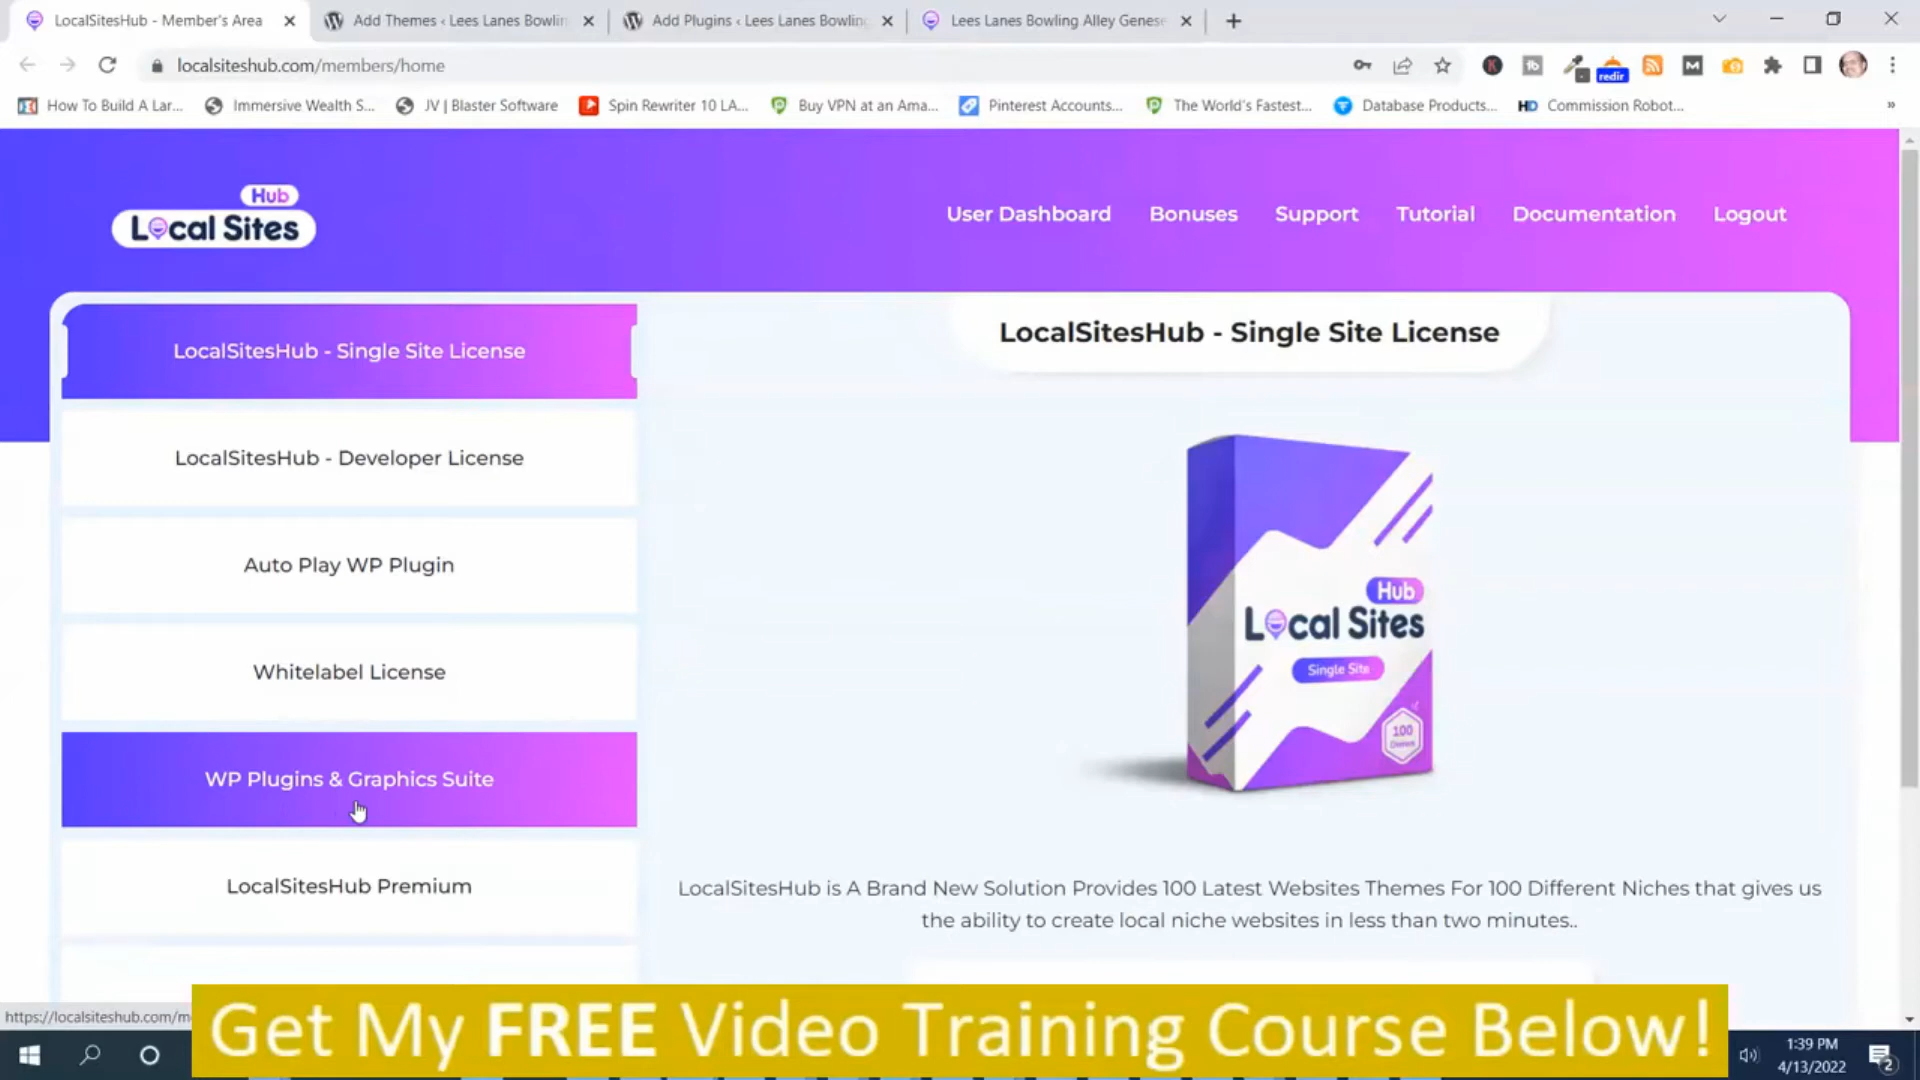 LocalSitesHub - Member's Area
Add Themes ‹ Lees Lanes Bowlin
Add Plugins ‹ Lees Lanes Bowling
Lees Lanes Bowling Alley Genese
localsiteshub.com/members/home
redir
How To Build A Lar...
Immersive Wealth S...
JV | Blaster Software
Spin Rewriter 10 LA...
Buy VPN at an Ama...
Pinterest Accounts...
The World's Fastest...
Database Products...
HD Commission Robot...
»
Hub
Local Sites
User Dashboard
Bonuses
Support
Tutorial
Documentation
Logout
LocalSitesHub - Single Site License
LocalSitesHub - Developer License
Auto Play WP Plugin
Whitelabel License
WP Plugins & Graphics Suite
LocalSitesHub Premium
LocalSitesHub - Single Site License
Hub
Local Sites
Single Site
100
LocalSitesHub is A Brand New Solution Provides 100 Latest Websites Themes For 100 Different Niches that gives us
the ability to create local niche websites in less than two minutes..
https://localsiteshub.com/m
Get My FREE Video Training Course Below!
1:39 PM
4/13/2022
2